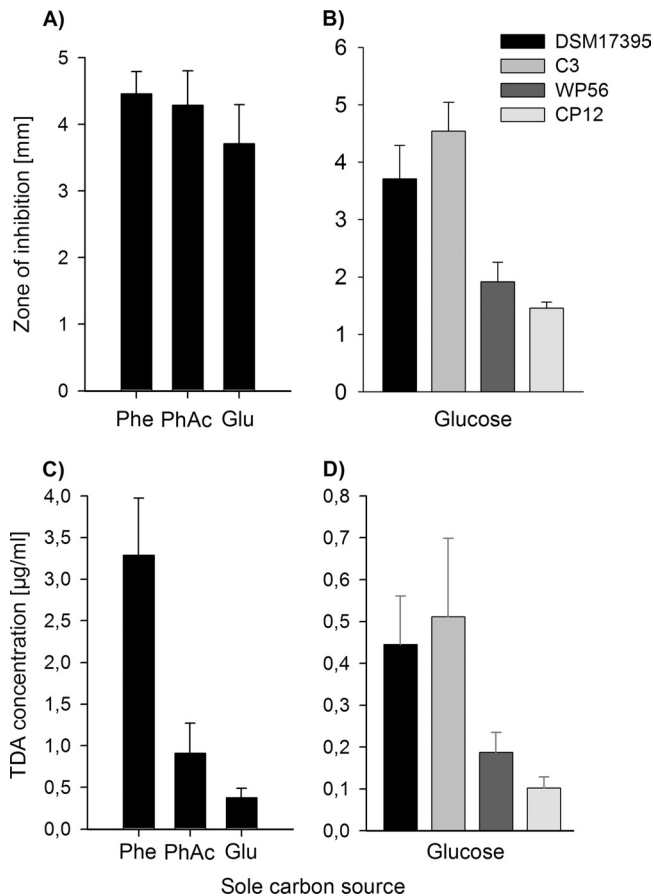 A)
Zone of inhibition [mm]
5
4
3
2
1
0
Phe PhAc Glu
B)
DSM17395
C3
WP56
CP12
6
5
4
3
2
1
0
Glucose
C)
TDA concentration [µg/ml]
4,0
3,5
3,0
2,5
2,0
1,5
1,0
0,5
0,0
Phe PhAc Glu
D)
0,8
0,7
0,6
0,5
0,4
0,3
0,2
0,1
0,0
Glucose
Sole carbon source